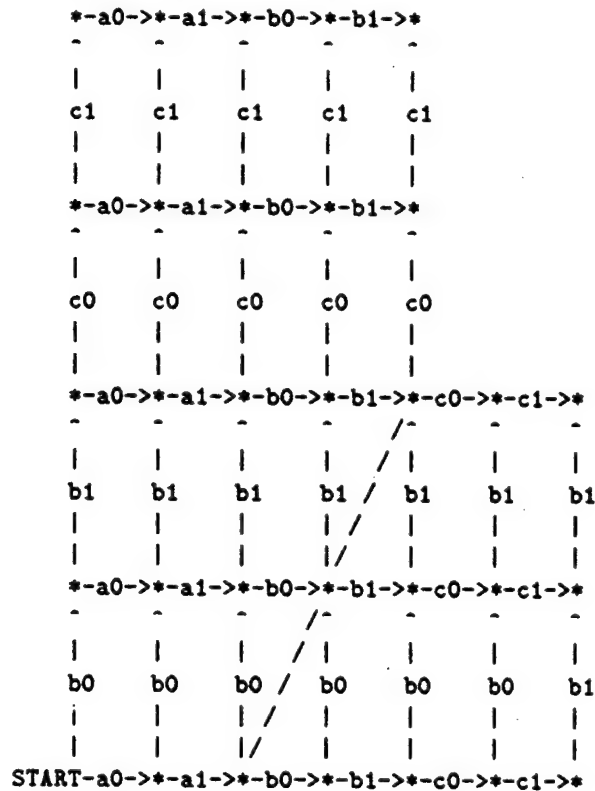 *-a0->*-a1->*-b0->*-b1->*
c1 c1 c1 c1 c1
*-a0->*-a1->*-b0->*-b1->*
c0 c0 c0 c0 c0
*-a0->*-a1->*-b0->*-b1->*-c0->*-c1->*
b1 b1 b1 b1 b1 b1 b1
*-a0->*-a1->*-b0->*-b1->*-c0->*-c1->*
b0 b0 b0 b0 b0 b0 b1
START-a0->*-a1->*-b0->*-b1->*-c0->*-c1->*